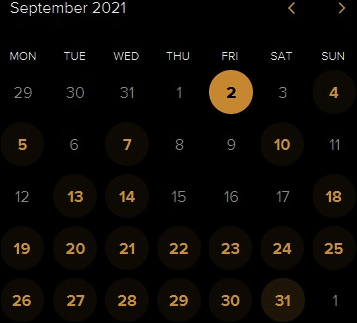 September 2021
MON TUE WED THU FRI SAT SUN
29 30 31 1 2 3 4
5 6 7 8 9 10 11
12 13 14 15 16 17 18
19 20 21 22 23 24 25
26 27 28 29 30 31 1